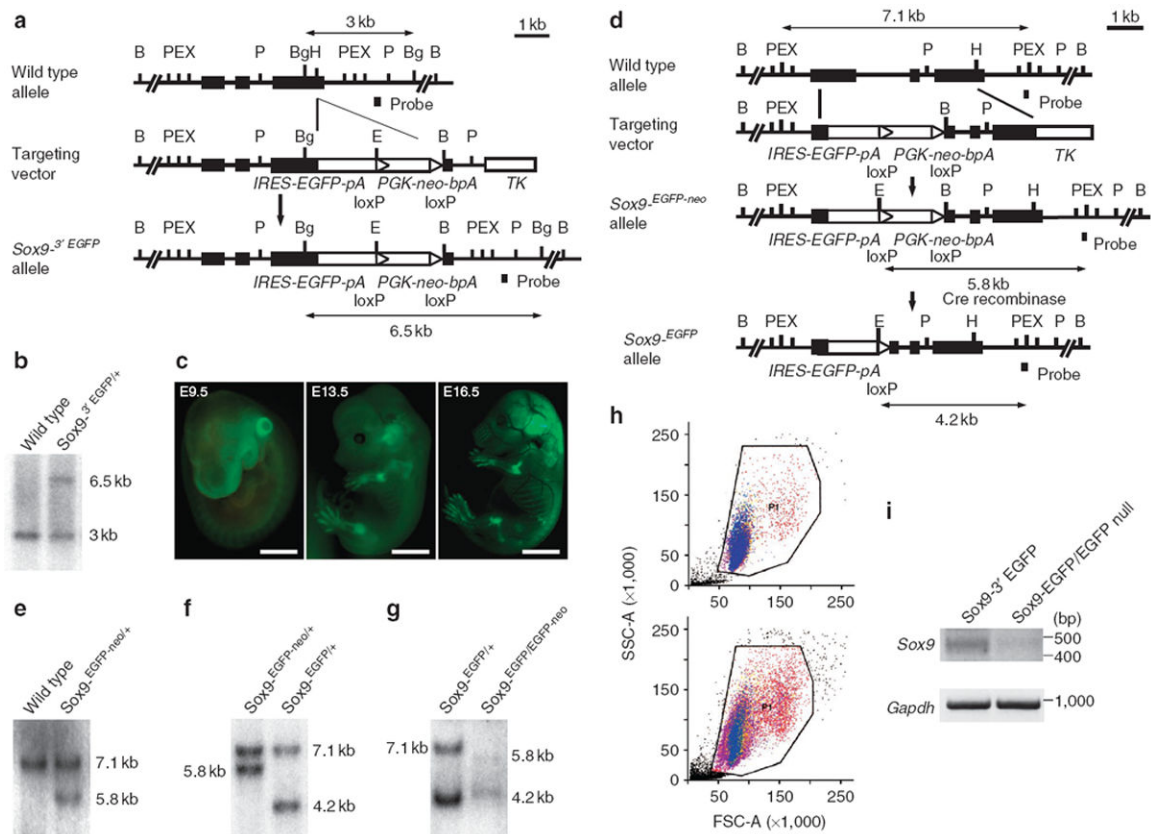 a
3 kb
1 kb
B PEX P BgH PEX P Bg B
Wild type
allele
Probe
B PEX P Bg E B P
Targeting
vector
IRES-EGFP-pA PGK-neo-bpA TK
loxP loxP
B PEX P Bg E B PEX P Bg B
Sox9-3′ EGFP
allele
IRES-EGFP-pA PGK-neo-bpA Probe
loxP loxP
6.5 kb
b
Wild type
Sox9-3′ EGFP/+
6.5 kb
3 kb
c
E9.5 E13.5 E16.5
d
7.1 kb
1 kb
B PEX P H PEX P B
Wild type
allele
Probe
B P
Targeting
vector
IRES-EGFP-pA PGK-neo-bpA TK
loxP loxP
B PEX E B P H PEX P B
Sox9-EGFP-neo
allele
IRES-EGFP-pA PGK-neo-bpA Probe
loxP loxP
5.8 kb
Cre recombinase
B PEX E P H PEX P B
Sox9-EGFP
allele
IRES-EGFP-pA Probe
loxP
4.2 kb
e
Wild type
Sox9-EGFP-neo/+
7.1 kb
5.8 kb
f
Sox9-EGFP-neo/+
Sox9-EGFP/+
7.1 kb
5.8 kb
4.2 kb
g
Sox9-EGFP/+
Sox9-EGFP/EGFP-neo
7.1 kb
5.8 kb
4.2 kb
h
SSC-A (×1,000)
250
150
100
50
0
P1
50 150 250
250
150
100
50
0
P1
50 150 250
FSC-A (×1,000)
i
Sox9-3′ EGFP
Sox9-EGFP/EGFP null
(bp)
Sox9
500
400
Gapdh
1,000